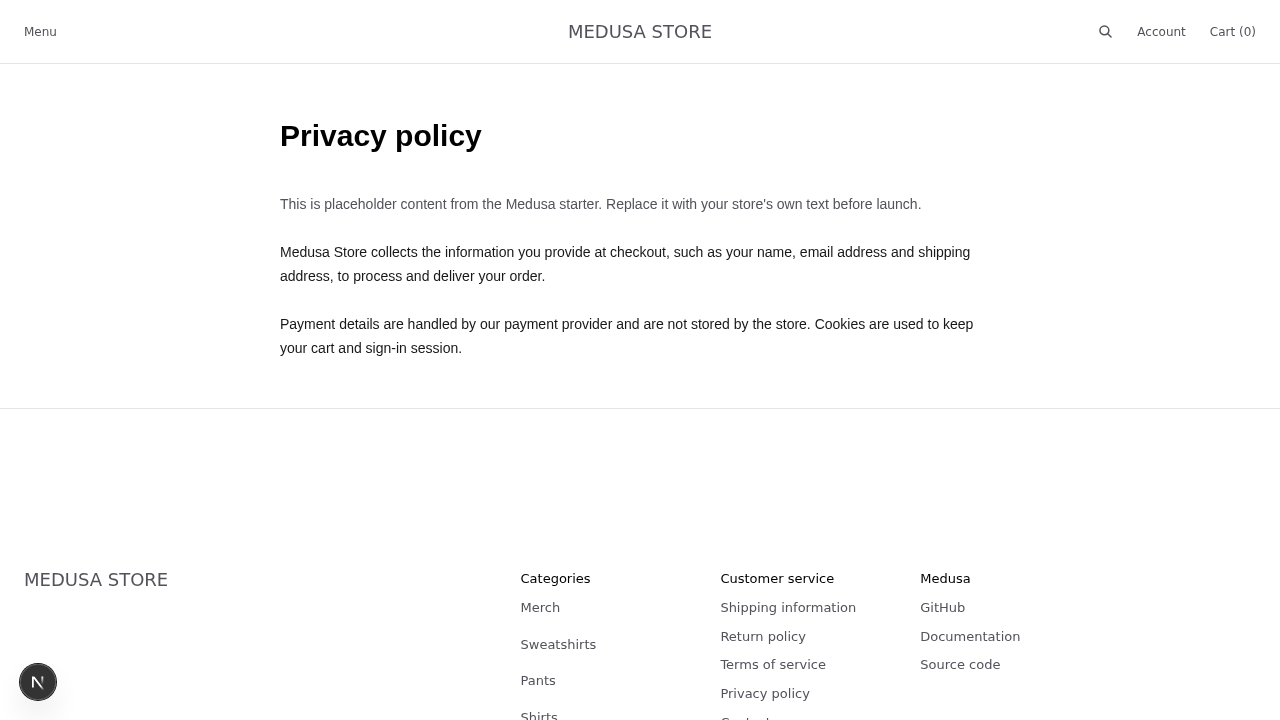 Menu
MEDUSA STORE
Account
Cart (0)
Privacy policy
This is placeholder content from the Medusa starter. Replace it with your store's own text before launch.
Medusa Store collects the information you provide at checkout, such as your name, email address and shipping
address, to process and deliver your order.
Payment details are handled by our payment provider and are not stored by the store. Cookies are used to keep
your cart and sign-in session.
MEDUSA STORE
Categories
Merch
Sweatshirts
Pants
Shirts
Customer service
Shipping information
Return policy
Terms of service
Privacy policy
Medusa
GitHub
Documentation
Source code
N